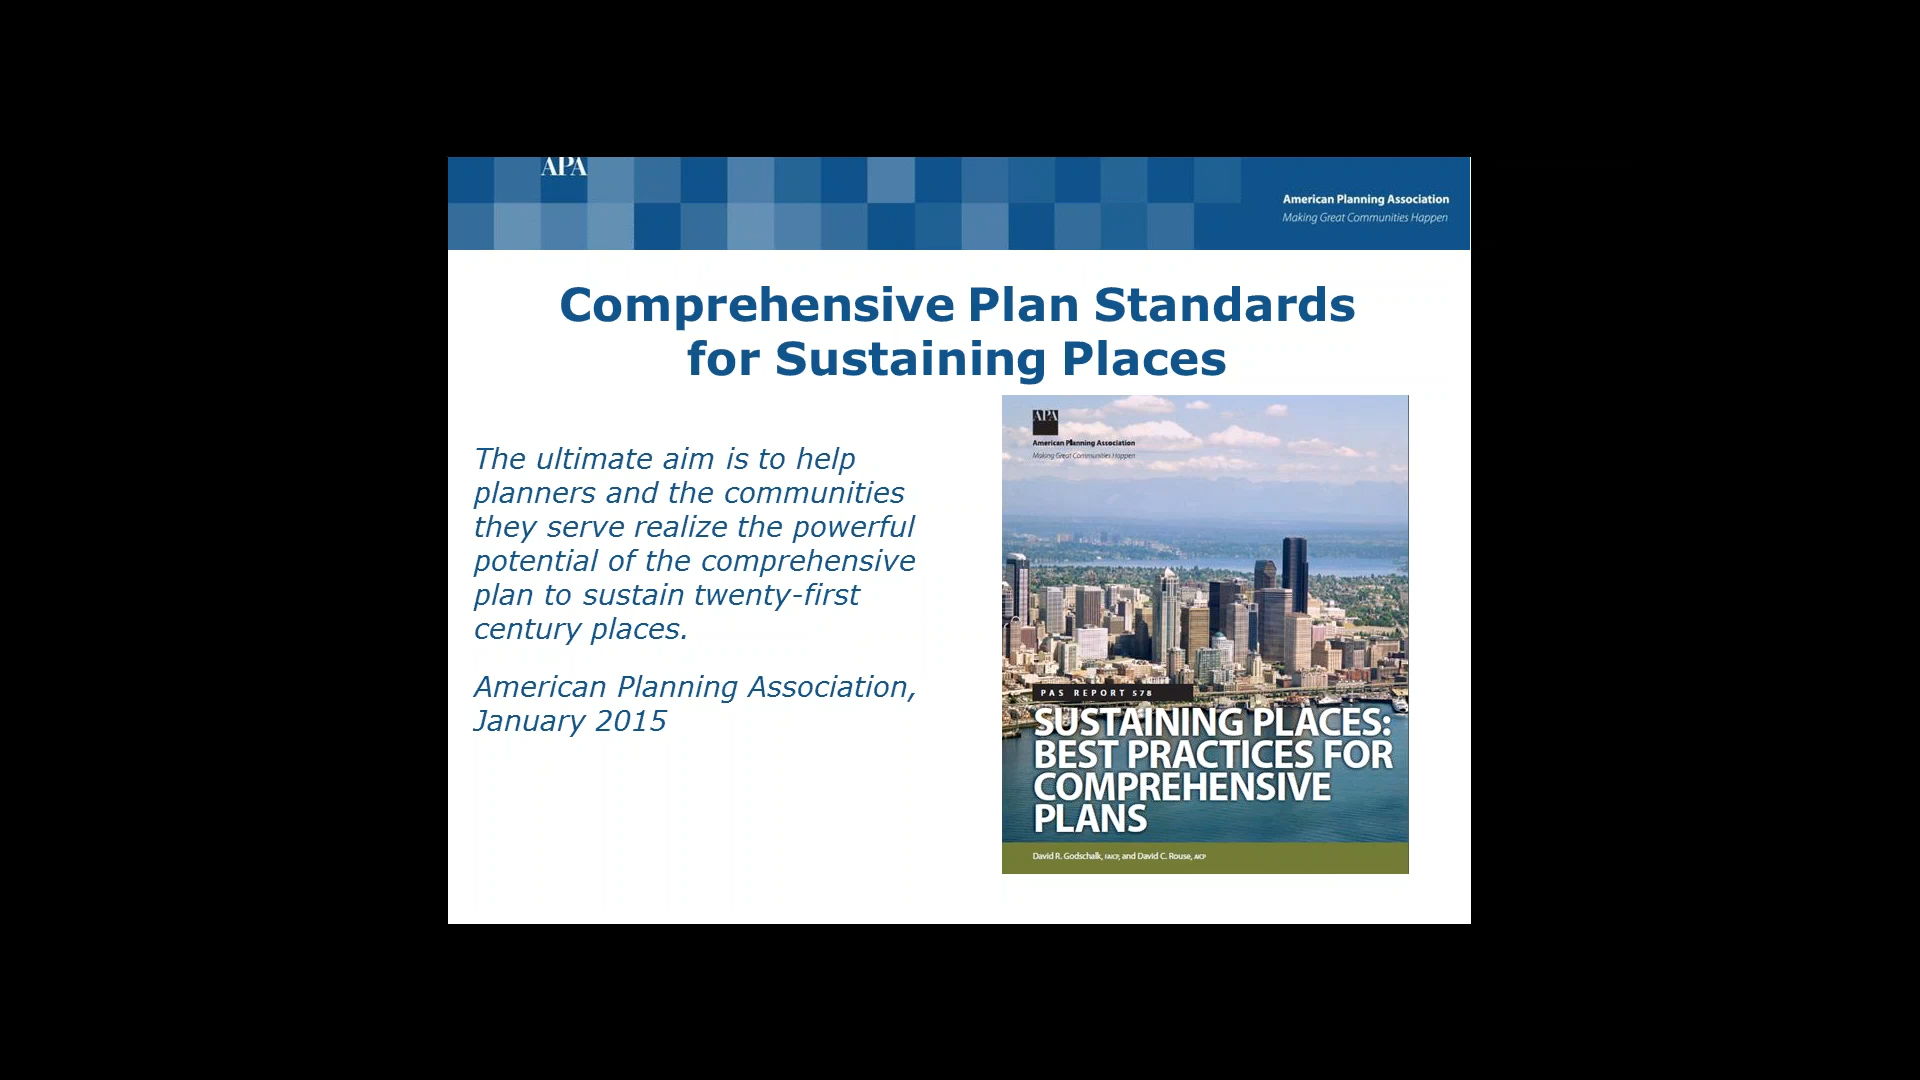 APA
American Planning Association
Making Great Communities Happen
Comprehensive Plan Standards
for Sustaining Places
The ultimate aim is to help
planners and the communities
they serve realize the powerful
potential of the comprehensive
plan to sustain twenty-first
century places.
American Planning Association,
January 2015
APA
American Planning Association
Making Great Communities Happen
PAS REPORT 578
SUSTAINING PLACES:
BEST PRACTICES FOR
COMPREHENSIVE
PLANS
David R. Godschalk, FAICP, and David C. Rouse, AICP